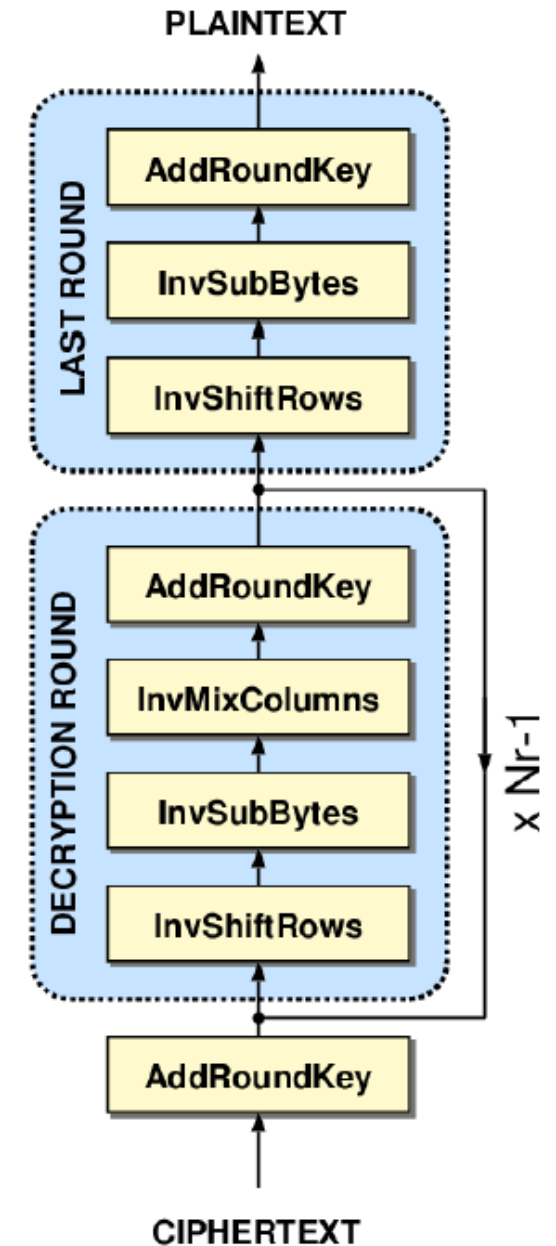 PLAINTEXT
LAST ROUND
AddRoundKey
InvSubBytes
InvShiftRows
DECRYPTION ROUND
AddRoundKey
InvMixColumns
InvSubBytes
InvShiftRows
x Nr-1
AddRoundKey
CIPHERTEXT